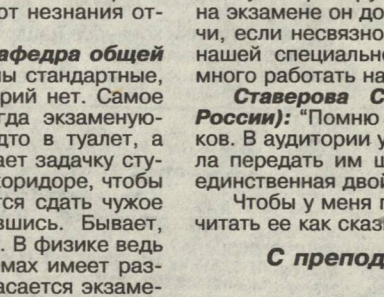 от незнания от-
афедра общей
ы стандартные,
рий нет. Самое
гда экзаменую-
дто в туалет, а
ает задачку сту-
оридоре, чтобы
тся сдать чужое
вшись. Бывает,
. В физике ведь
мах имеет раз-
асается экзаме-
на экзамене он до
чи, если несвязно
нашей специально
много работать на
Ставерова С
России): "Помню
ков. В аудитории у
ла передать им ш
единственная двой
Чтобы у меня п
читать ее как сказ
С препод